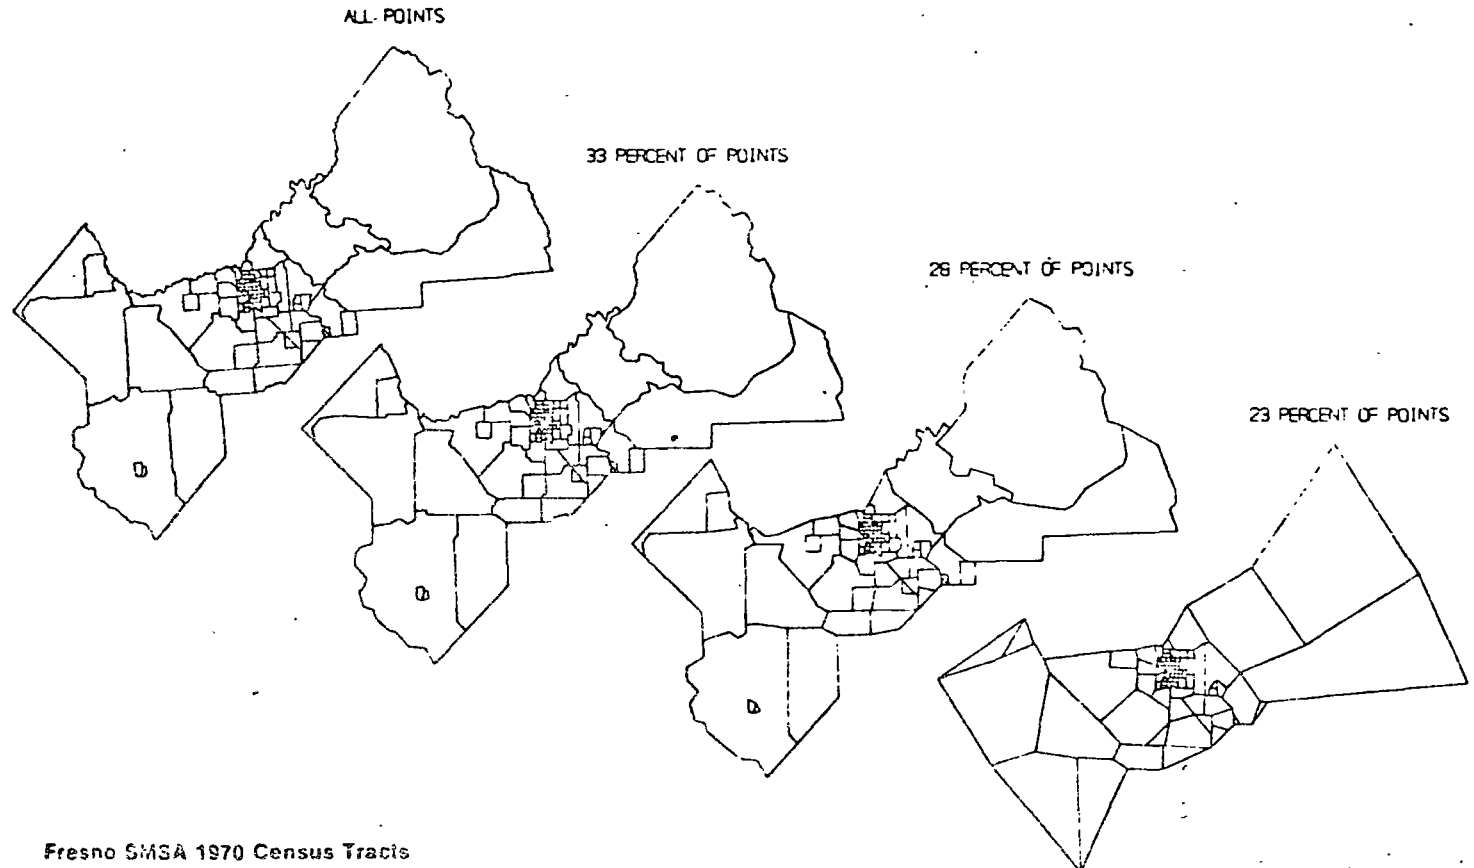 ALL POINTS
33 PERCENT OF POINTS
28 PERCENT OF POINTS
23 PERCENT OF POINTS
Fresno SMSA 1970 Census Tracts